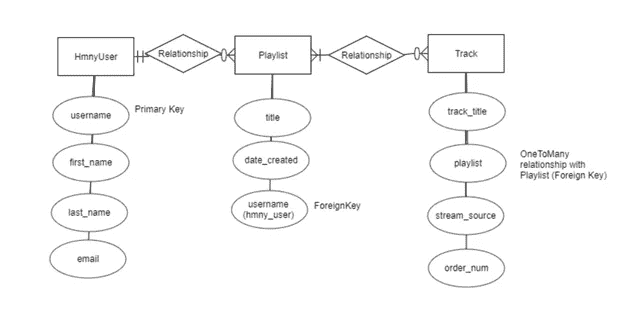 HmnyUser
Relationship
Playlist
Relationship
Track
username
Primary Key
first_name
last_name
email
title
date_created
username
(hmny_user)
ForeignKey
track_title
playlist
OneToMany
relationship with
Playlist (Foreign Key)
stream_source
order_num